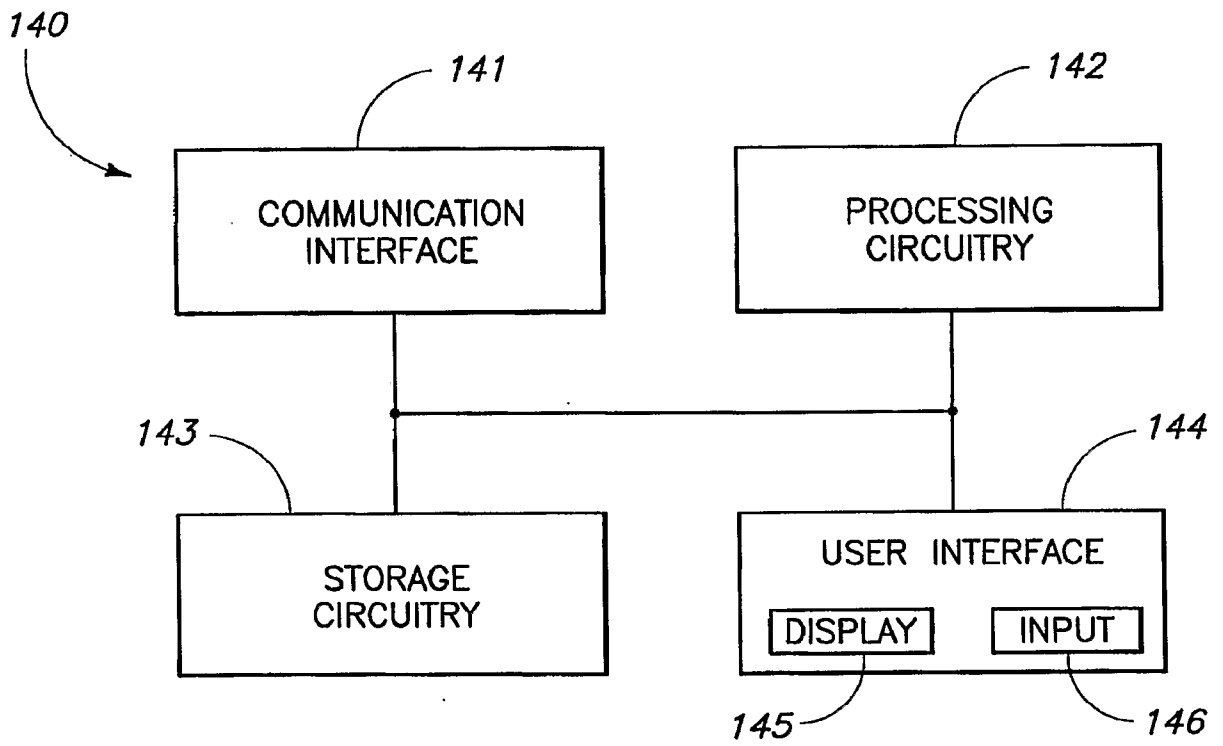 140
141
142
COMMUNICATION
INTERFACE
PROCESSING
CIRCUITRY
143
144
STORAGE
CIRCUITRY
USER INTERFACE
DISPLAY
INPUT
145
146